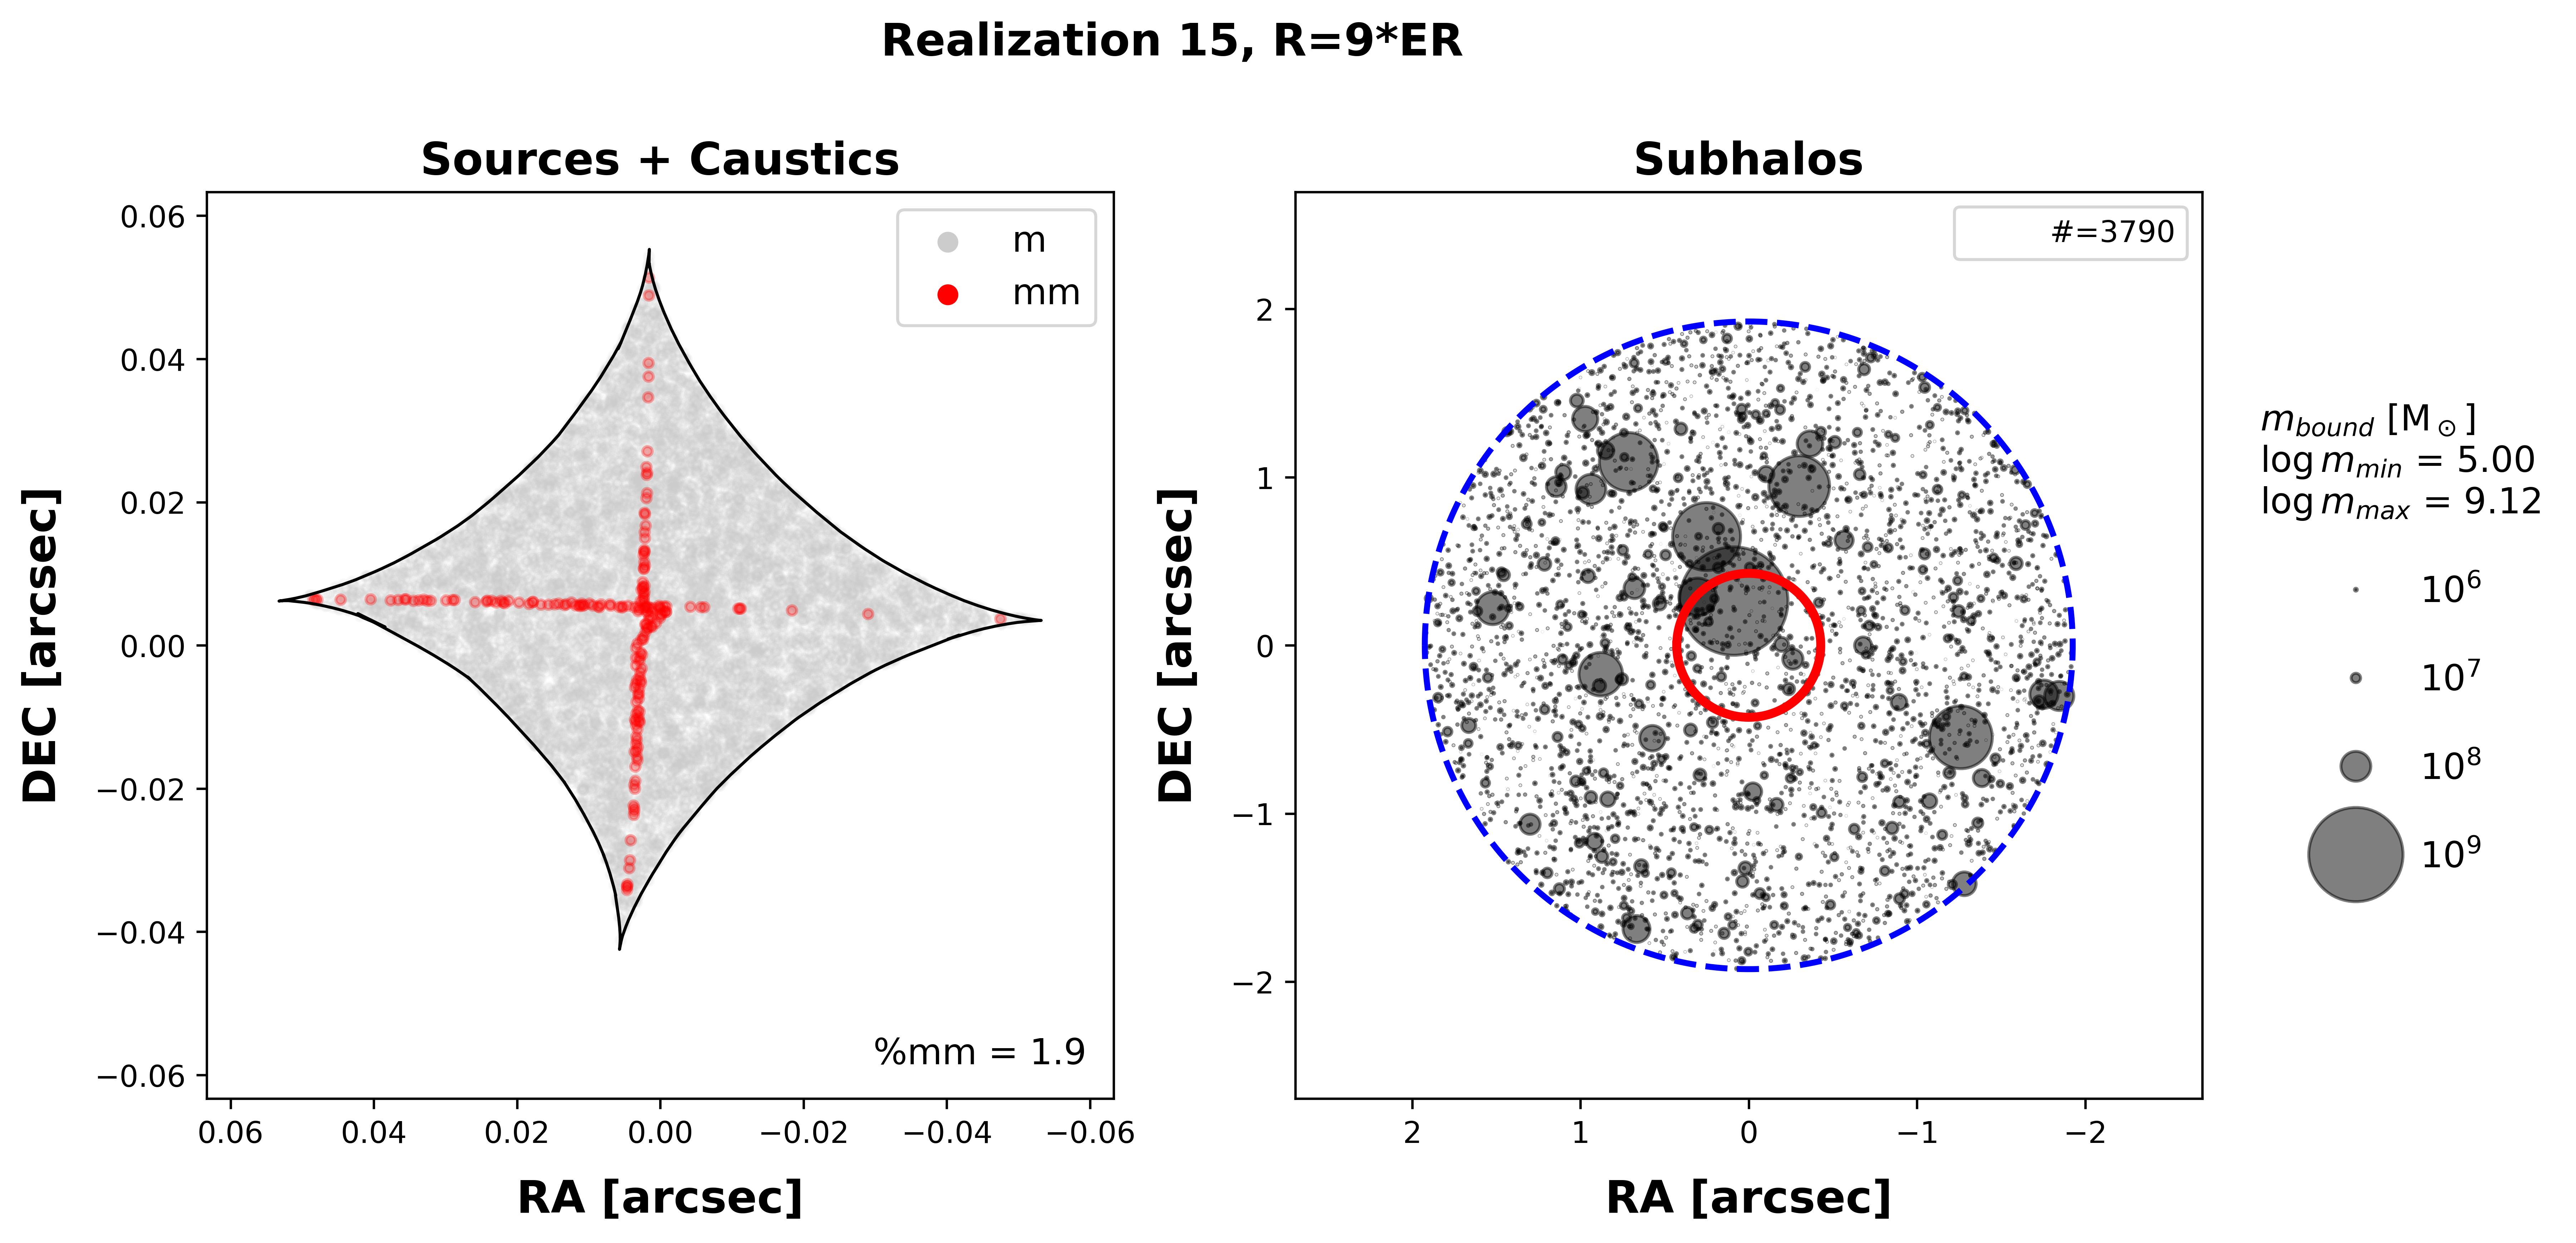 Realization 15, R=9*ER
Sources + Caustics
m
mm
%mm = 1.9
0.06
0.04
0.02
0.00
−0.02
−0.04
−0.06
DEC [arcsec]
0.06
0.04
0.02
0.00
−0.02
−0.04
−0.06
RA [arcsec]
Subhalos
#=3790
2
1
0
−1
−2
DEC [arcsec]
2
1
0
−1
−2
RA [arcsec]
m_bound [M_⊙]
log m_min = 5.00
log m_max = 9.12
10^6
10^7
10^8
10^9